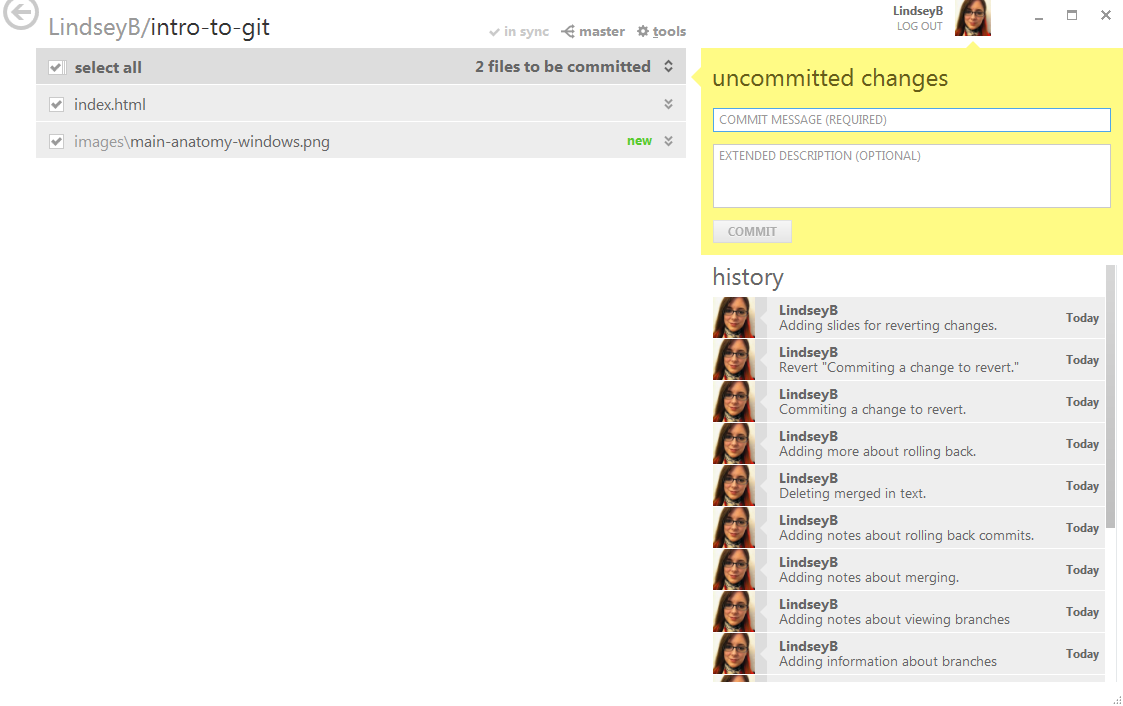 LindseyB/intro-to-git
in sync master tools
LindseyB
LOG OUT
select all 2 files to be committed
index.html
images\main-anatomy-windows.png new
uncommitted changes
COMMIT MESSAGE (REQUIRED)
EXTENDED DESCRIPTION (OPTIONAL)
COMMIT
history
LindseyB
Adding slides for reverting changes.
Today
LindseyB
Revert "Commiting a change to revert."
Today
LindseyB
Commiting a change to revert.
Today
LindseyB
Adding more about rolling back.
Today
LindseyB
Deleting merged in text.
Today
LindseyB
Adding notes about rolling back commits.
Today
LindseyB
Adding notes about merging.
Today
LindseyB
Adding notes about viewing branches
Today
LindseyB
Adding information about branches
Today